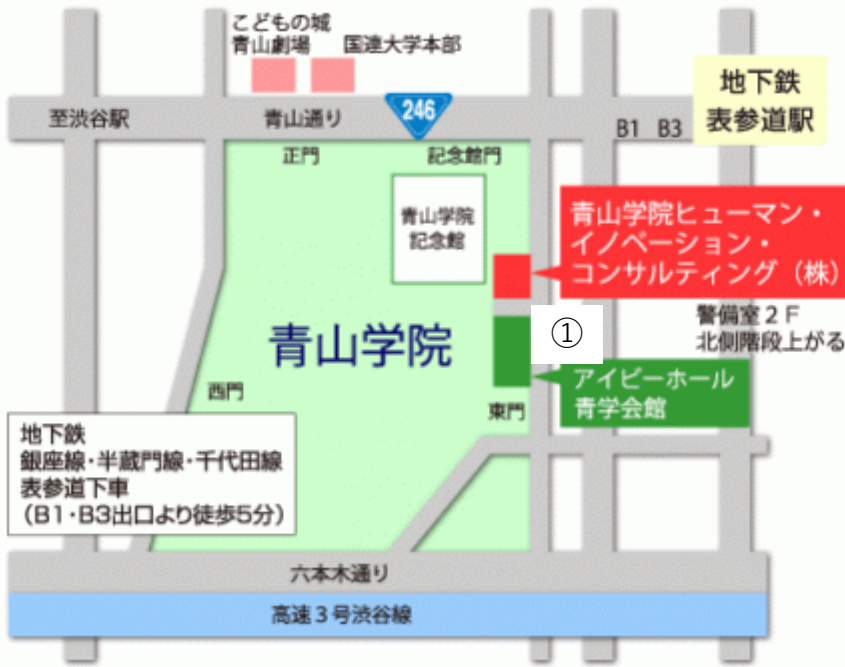 こどもの城
青山劇場
国連大学本部
地下鉄
表参道駅
至渋谷駅
青山通り
246
B1 B3
正門
記念館門
青山学院
記念館
青山学院ヒューマン・
イノベーション・
コンサルティング（株）
警備室２Ｆ
北側階段上がる
①
青山学院
アイビーホール
青学会館
西門
東門
地下鉄
銀座線・半蔵門線・千代田線
表参道下車
（B1・B3出口より徒歩5分）
六本木通り
高速３号渋谷線